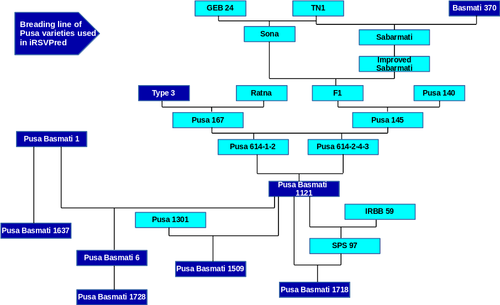 Breading line of
Pusa varieties used
in iRSVPred
GEB 24
TN1
Basmati 370
Sona
Sabarmati
Improved
Sabarmati
Type 3
Ratna
F1
Pusa 140
Pusa 167
Pusa 145
Pusa Basmati 1
Pusa 614-1-2
Pusa 614-2-4-3
Pusa Basmati
1121
Pusa 1301
IRBB 59
Pusa Basmati 1637
SPS 97
Pusa Basmati 6
Pusa Basmati 1509
Pusa Basmati 1718
Pusa Basmati 1728